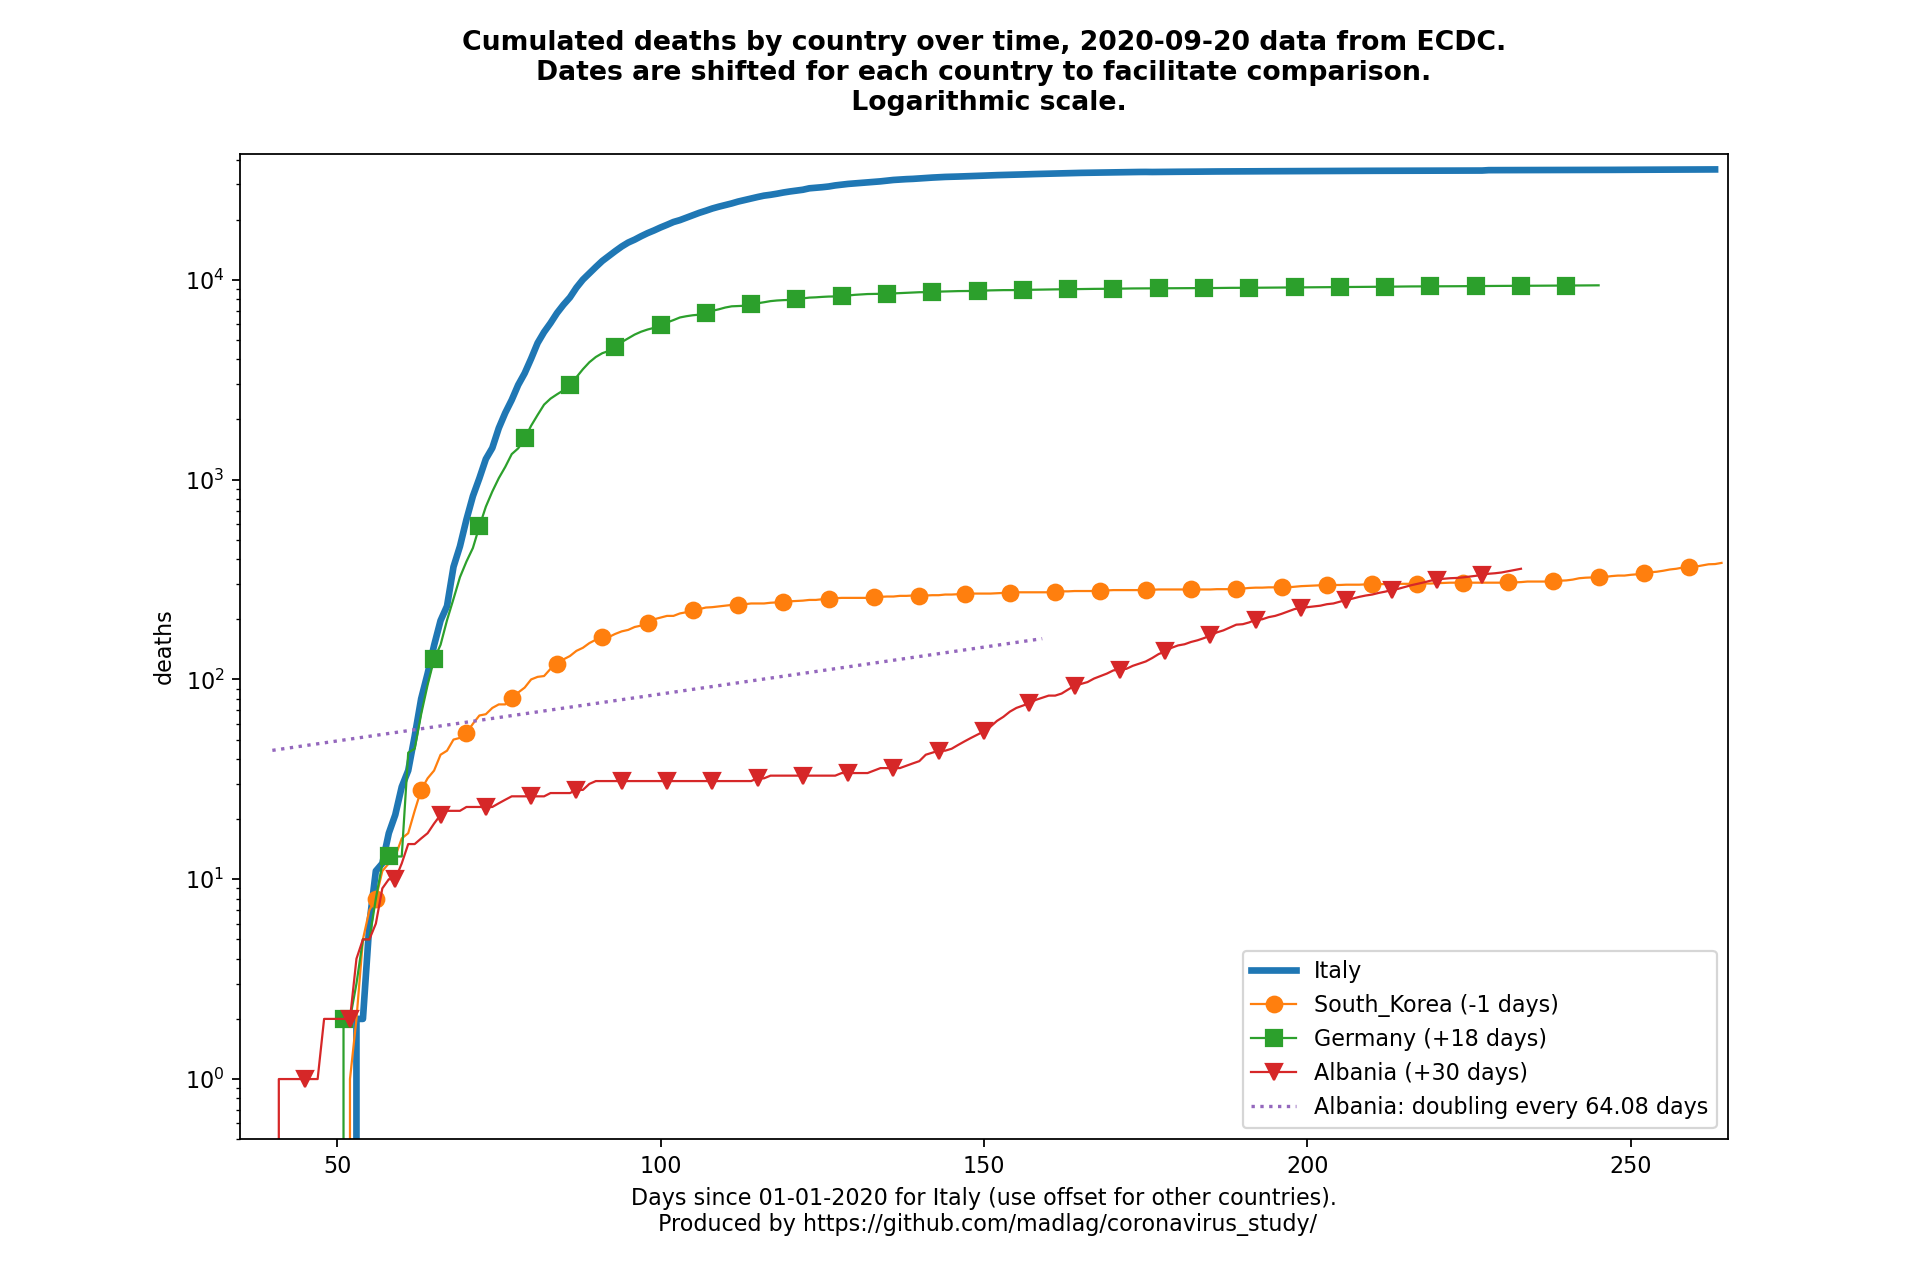 Cumulated deaths by country over time, 2020-09-20 data from ECDC.
Dates are shifted for each country to facilitate comparison.
Logarithmic scale.
10^4
10^3
10^2
10^1
10^0
deaths
Italy
South_Korea (-1 days)
Germany (+18 days)
Albania (+30 days)
Albania: doubling every 64.08 days
50
100
150
200
250
Days since 01-01-2020 for Italy (use offset for other countries).
Produced by https://github.com/madlag/coronavirus_study/